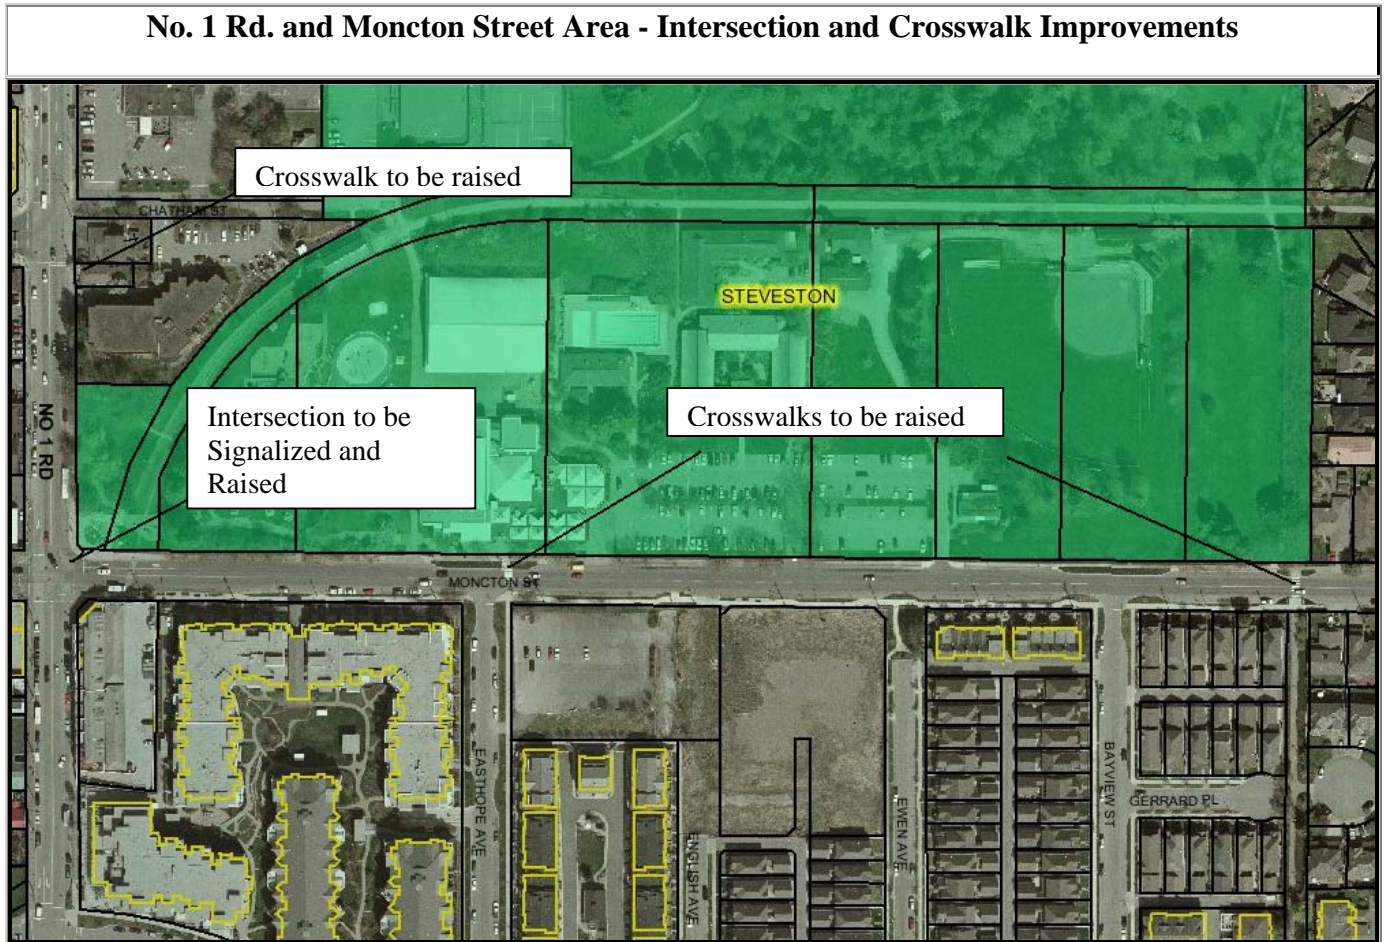 No. 1 Rd. and Moncton Street Area - Intersection and Crosswalk Improvements
Crosswalk to be raised
CHATHAM ST
STEVESTON
Intersection to be
Signalized and
Raised
Crosswalks to be raised
NO 1 RD
MONCTON ST
EASTHOPE AVE
ENGLISH AVE
EWEN AVE
BAYVIEW ST
GERRARD PL